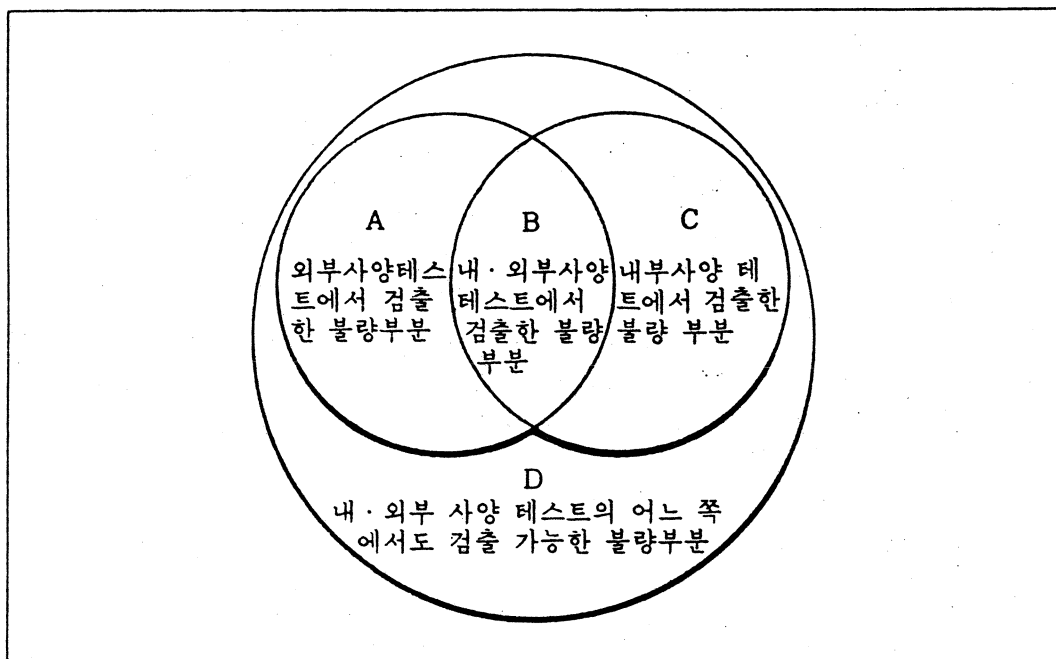 A
외부사양테스
트에서 검출
한 불량부분
B
내·외부사양
테스트에서
검출한 불량
부분
C
내부사양 테
트에서 검출한
불량 부분
D
내·외부 사양 테스트의 어느 쪽
에서도 검출 가능한 불량부분